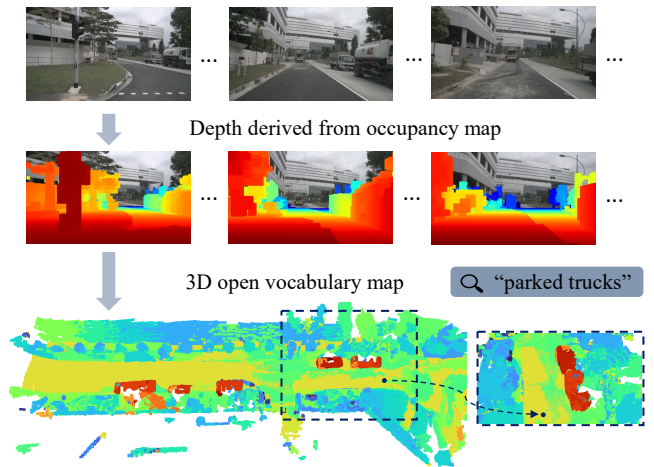 ... ... ...
Depth derived from occupancy map
... ... ...
3D open vocabulary map
“parked trucks”